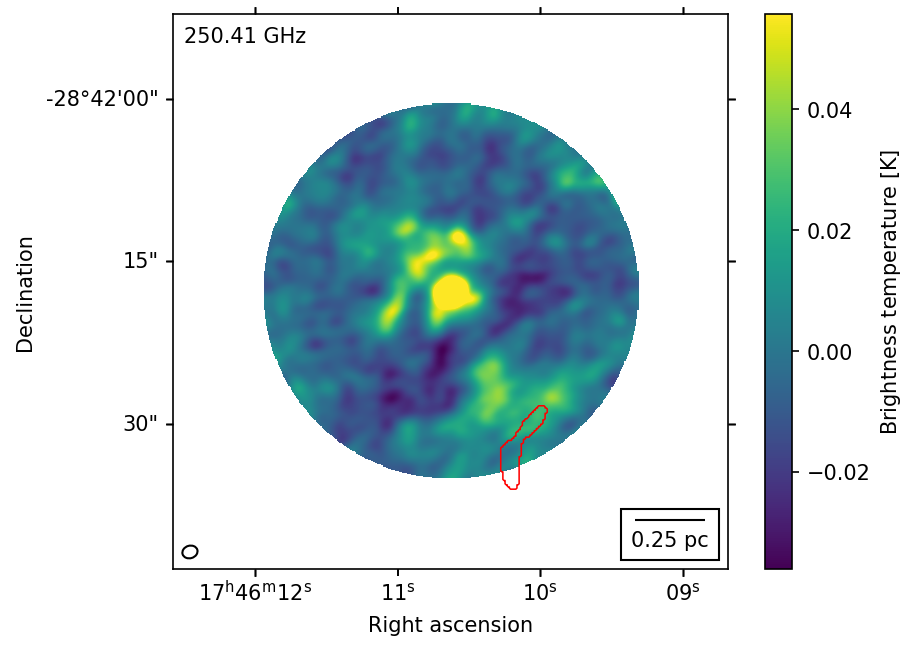 250.41 GHz
-28°42'00"
15"
30"
Declination
17ʰ46ᵐ12ˢ
11ˢ
10ˢ
09ˢ
Right ascension
0.25 pc
0.04
0.02
0.00
−0.02
Brightness temperature [K]